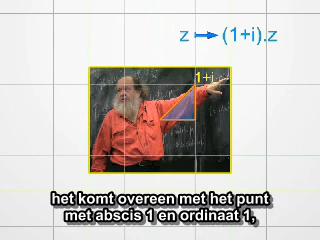 z → (1+i).z
1+i
het komt overeen met het punt
met abscis 1 en ordinaat 1,